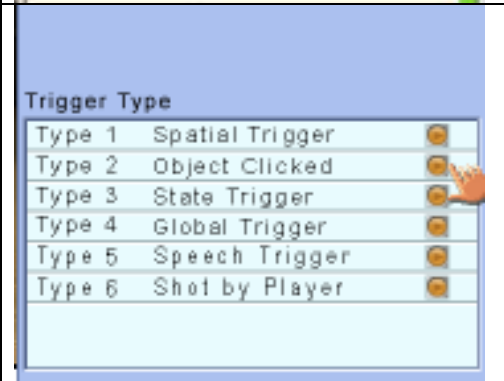 Trigger Type
Type 1 Spatial Trigger
Type 2 Object Clicked
Type 3 State Trigger
Type 4 Global Trigger
Type 5 Speech Trigger
Type 6 Shot by Player